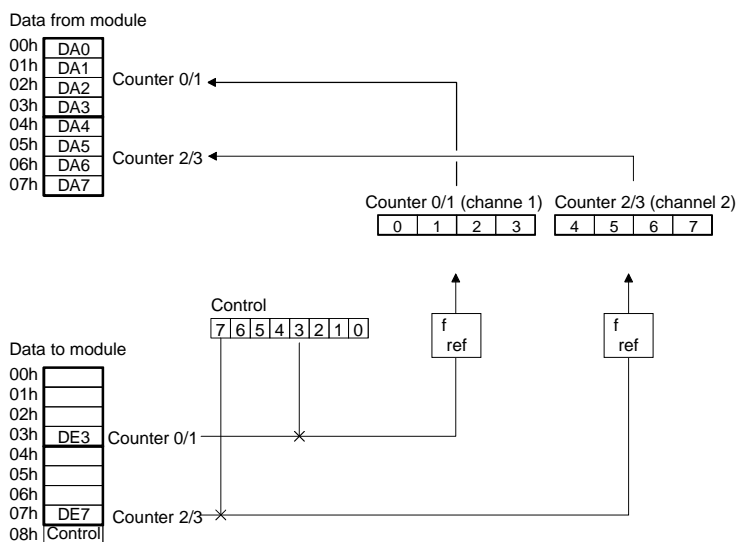 Data from module
00h DA0
01h DA1
02h DA2
03h DA3
04h DA4
05h DA5
06h DA6
07h DA7
Counter 0/1
Counter 2/3
Counter 0/1 (channe 1)
0 1 2 3
Counter 2/3 (channel 2)
4 5 6 7
Control
7 6 5 4 3 2 1 0
f
ref
f
ref
Data to module
00h
01h
02h
03h DE3 Counter 0/1
04h
05h
06h
07h DE7 Counter 2/3
08h Control